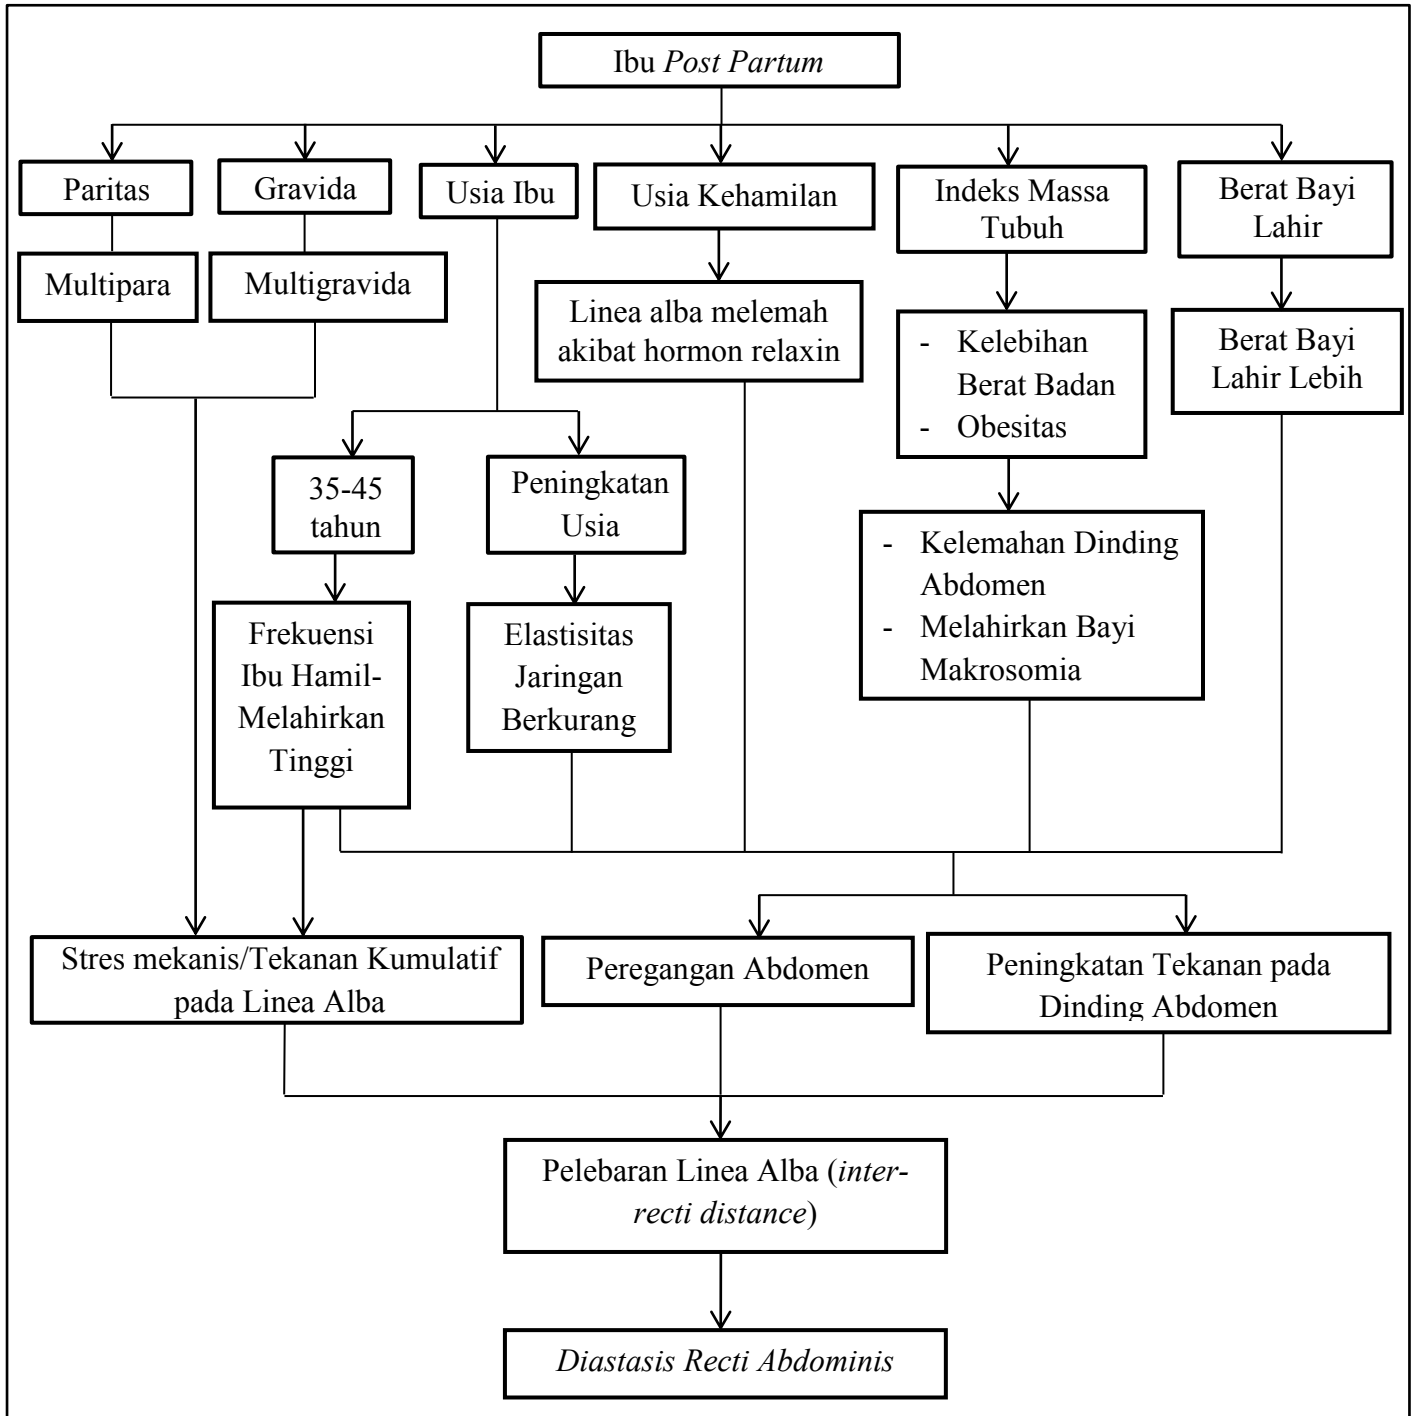 Ibu Post Partum
Paritas
Gravida
Usia Ibu
Usia Kehamilan
Indeks Massa
Tubuh
Berat Bayi
Lahir
Multipara
Multigravida
Linea alba melemah
akibat hormon relaxin
- Kelebihan
Berat Badan
- Obesitas
Berat Bayi
Lahir Lebih
35-45
tahun
Peningkatan
Usia
- Kelemahan Dinding
Abdomen
- Melahirkan Bayi
Makrosomia
Frekuensi
Ibu Hamil-
Melahirkan
Tinggi
Elastisitas
Jaringan
Berkurang
Stres mekanis/Tekanan Kumulatif
pada Linea Alba
Peregangan Abdomen
Peningkatan Tekanan pada
Dinding Abdomen
Pelebaran Linea Alba (inter-
recti distance)
Diastasis Recti Abdominis